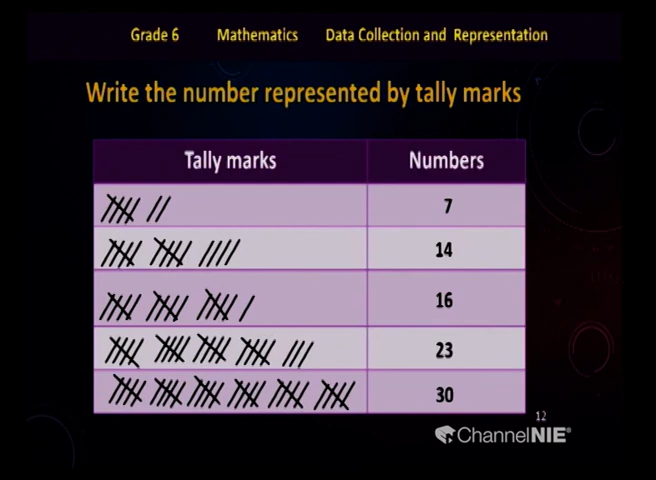 Grade 6 Mathematics Data Collection and Representation
Write the number represented by tally marks
Tally marks Numbers
7
14
16
23
30
12
ChannelNIE®